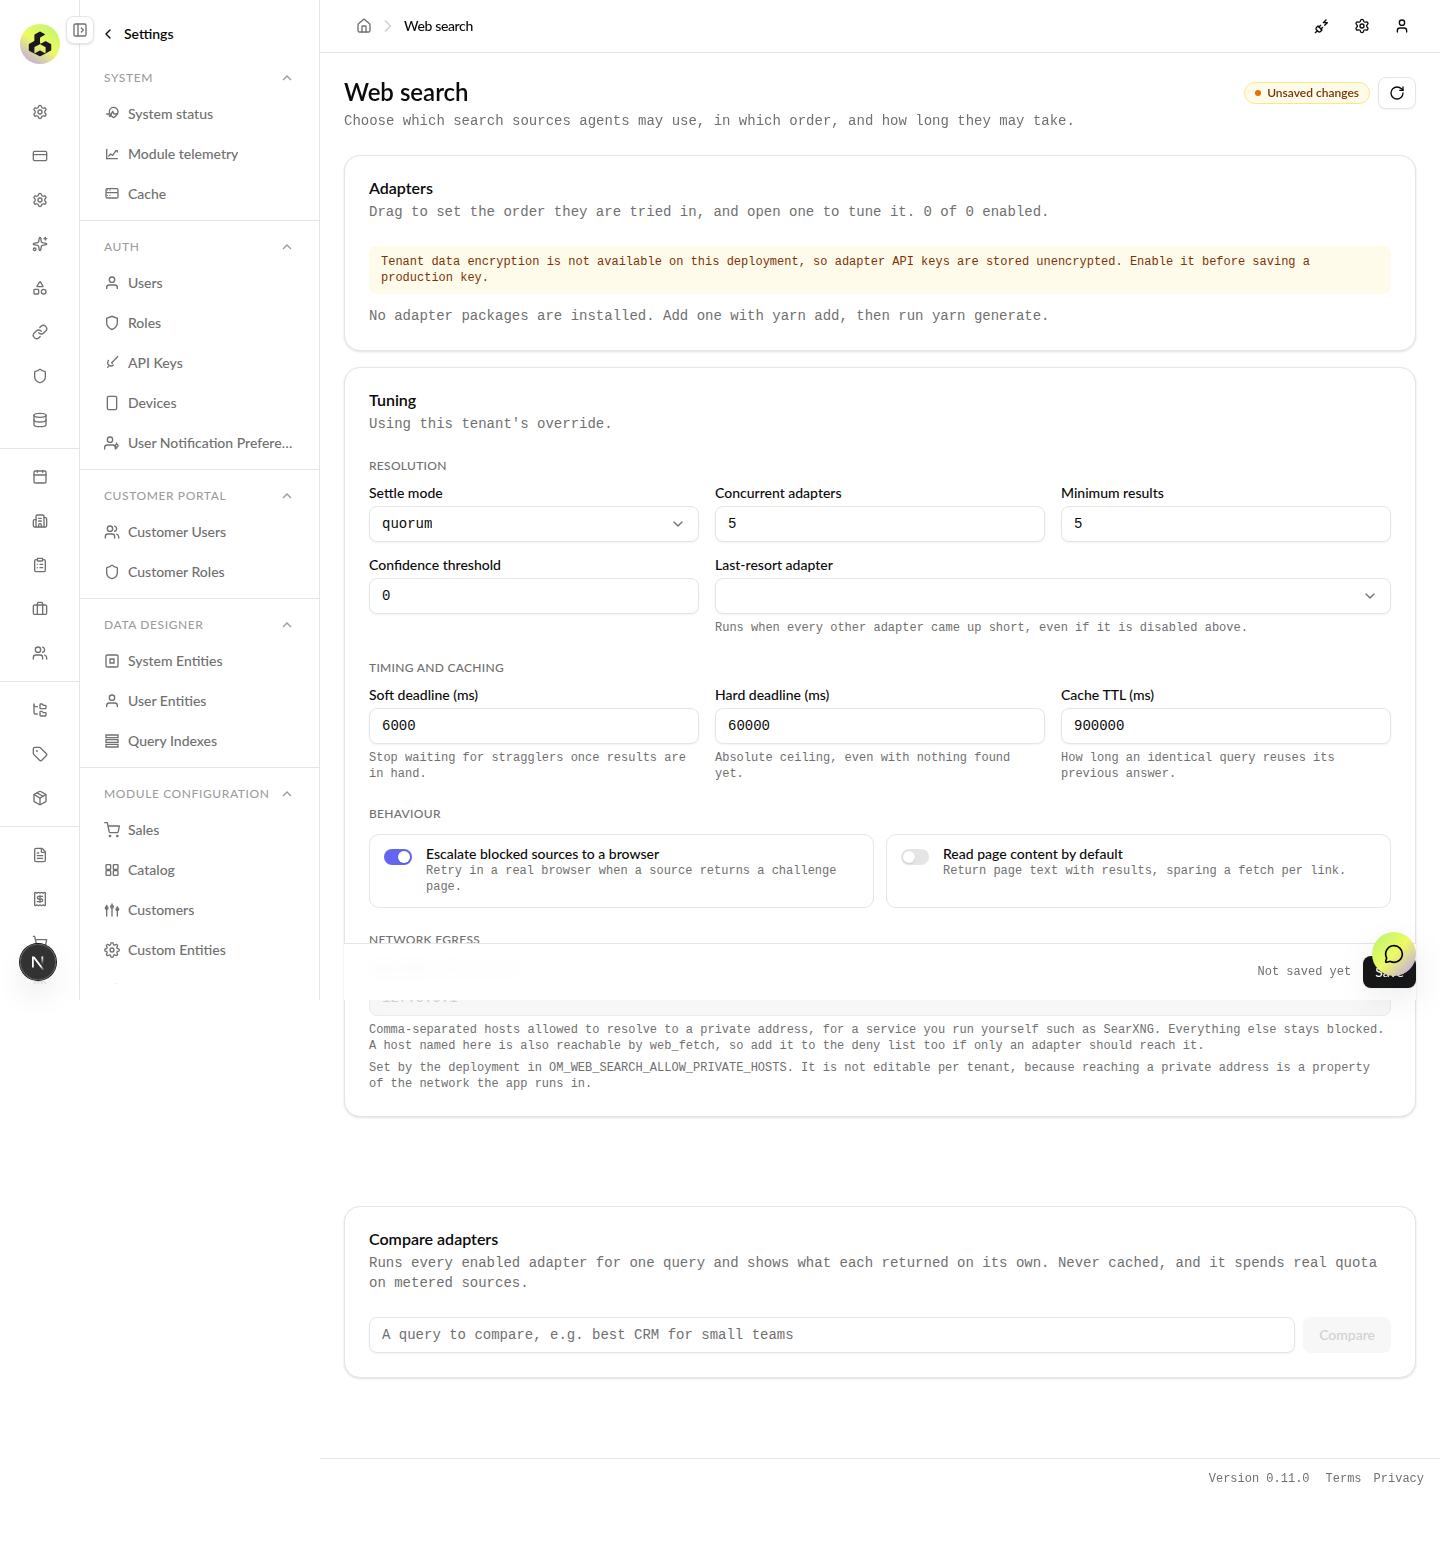 Settings
SYSTEM
System status
Module telemetry
Cache
AUTH
Users
Roles
API Keys
Devices
User Notification Prefere...
CUSTOMER PORTAL
Customer Users
Customer Roles
DATA DESIGNER
System Entities
User Entities
Query Indexes
MODULE CONFIGURATION
Sales
Catalog
Customers
Custom Entities
N
Web search
Web search
Unsaved changes
Choose which search sources agents may use, in which order, and how long they may take.
Adapters
Drag to set the order they are tried in, and open one to tune it. 0 of 0 enabled.
Tenant data encryption is not available on this deployment, so adapter API keys are stored unencrypted. Enable it before saving a
production key.
No adapter packages are installed. Add one with yarn add, then run yarn generate.
Tuning
Using this tenant's override.
RESOLUTION
Settle mode
Concurrent adapters
Minimum results
quorum
5
5
Confidence threshold
Last-resort adapter
0
Runs when every other adapter came up short, even if it is disabled above.
TIMING AND CACHING
Soft deadline (ms)
Hard deadline (ms)
Cache TTL (ms)
6000
60000
900000
Stop waiting for stragglers once results are
in hand.
Absolute ceiling, even with nothing found
yet.
How long an identical query reuses its
previous answer.
BEHAVIOUR
Escalate blocked sources to a browser
Retry in a real browser when a source returns a challenge
page.
Read page content by default
Return page text with results, sparing a fetch per link.
NETWORK EGRESS
Not saved yet
Save
Comma-separated hosts allowed to resolve to a private address, for a service you run yourself such as SearXNG. Everything else stays blocked.
A host named here is also reachable by web_fetch, so add it to the deny list too if only an adapter should reach it.
Set by the deployment in OM_WEB_SEARCH_ALLOW_PRIVATE_HOSTS. It is not editable per tenant, because reaching a private address is a property
of the network the app runs in.
Compare adapters
Runs every enabled adapter for one query and shows what each returned on its own. Never cached, and it spends real quota
on metered sources.
A query to compare, e.g. best CRM for small teams
Compare
Version 0.11.0
Terms
Privacy